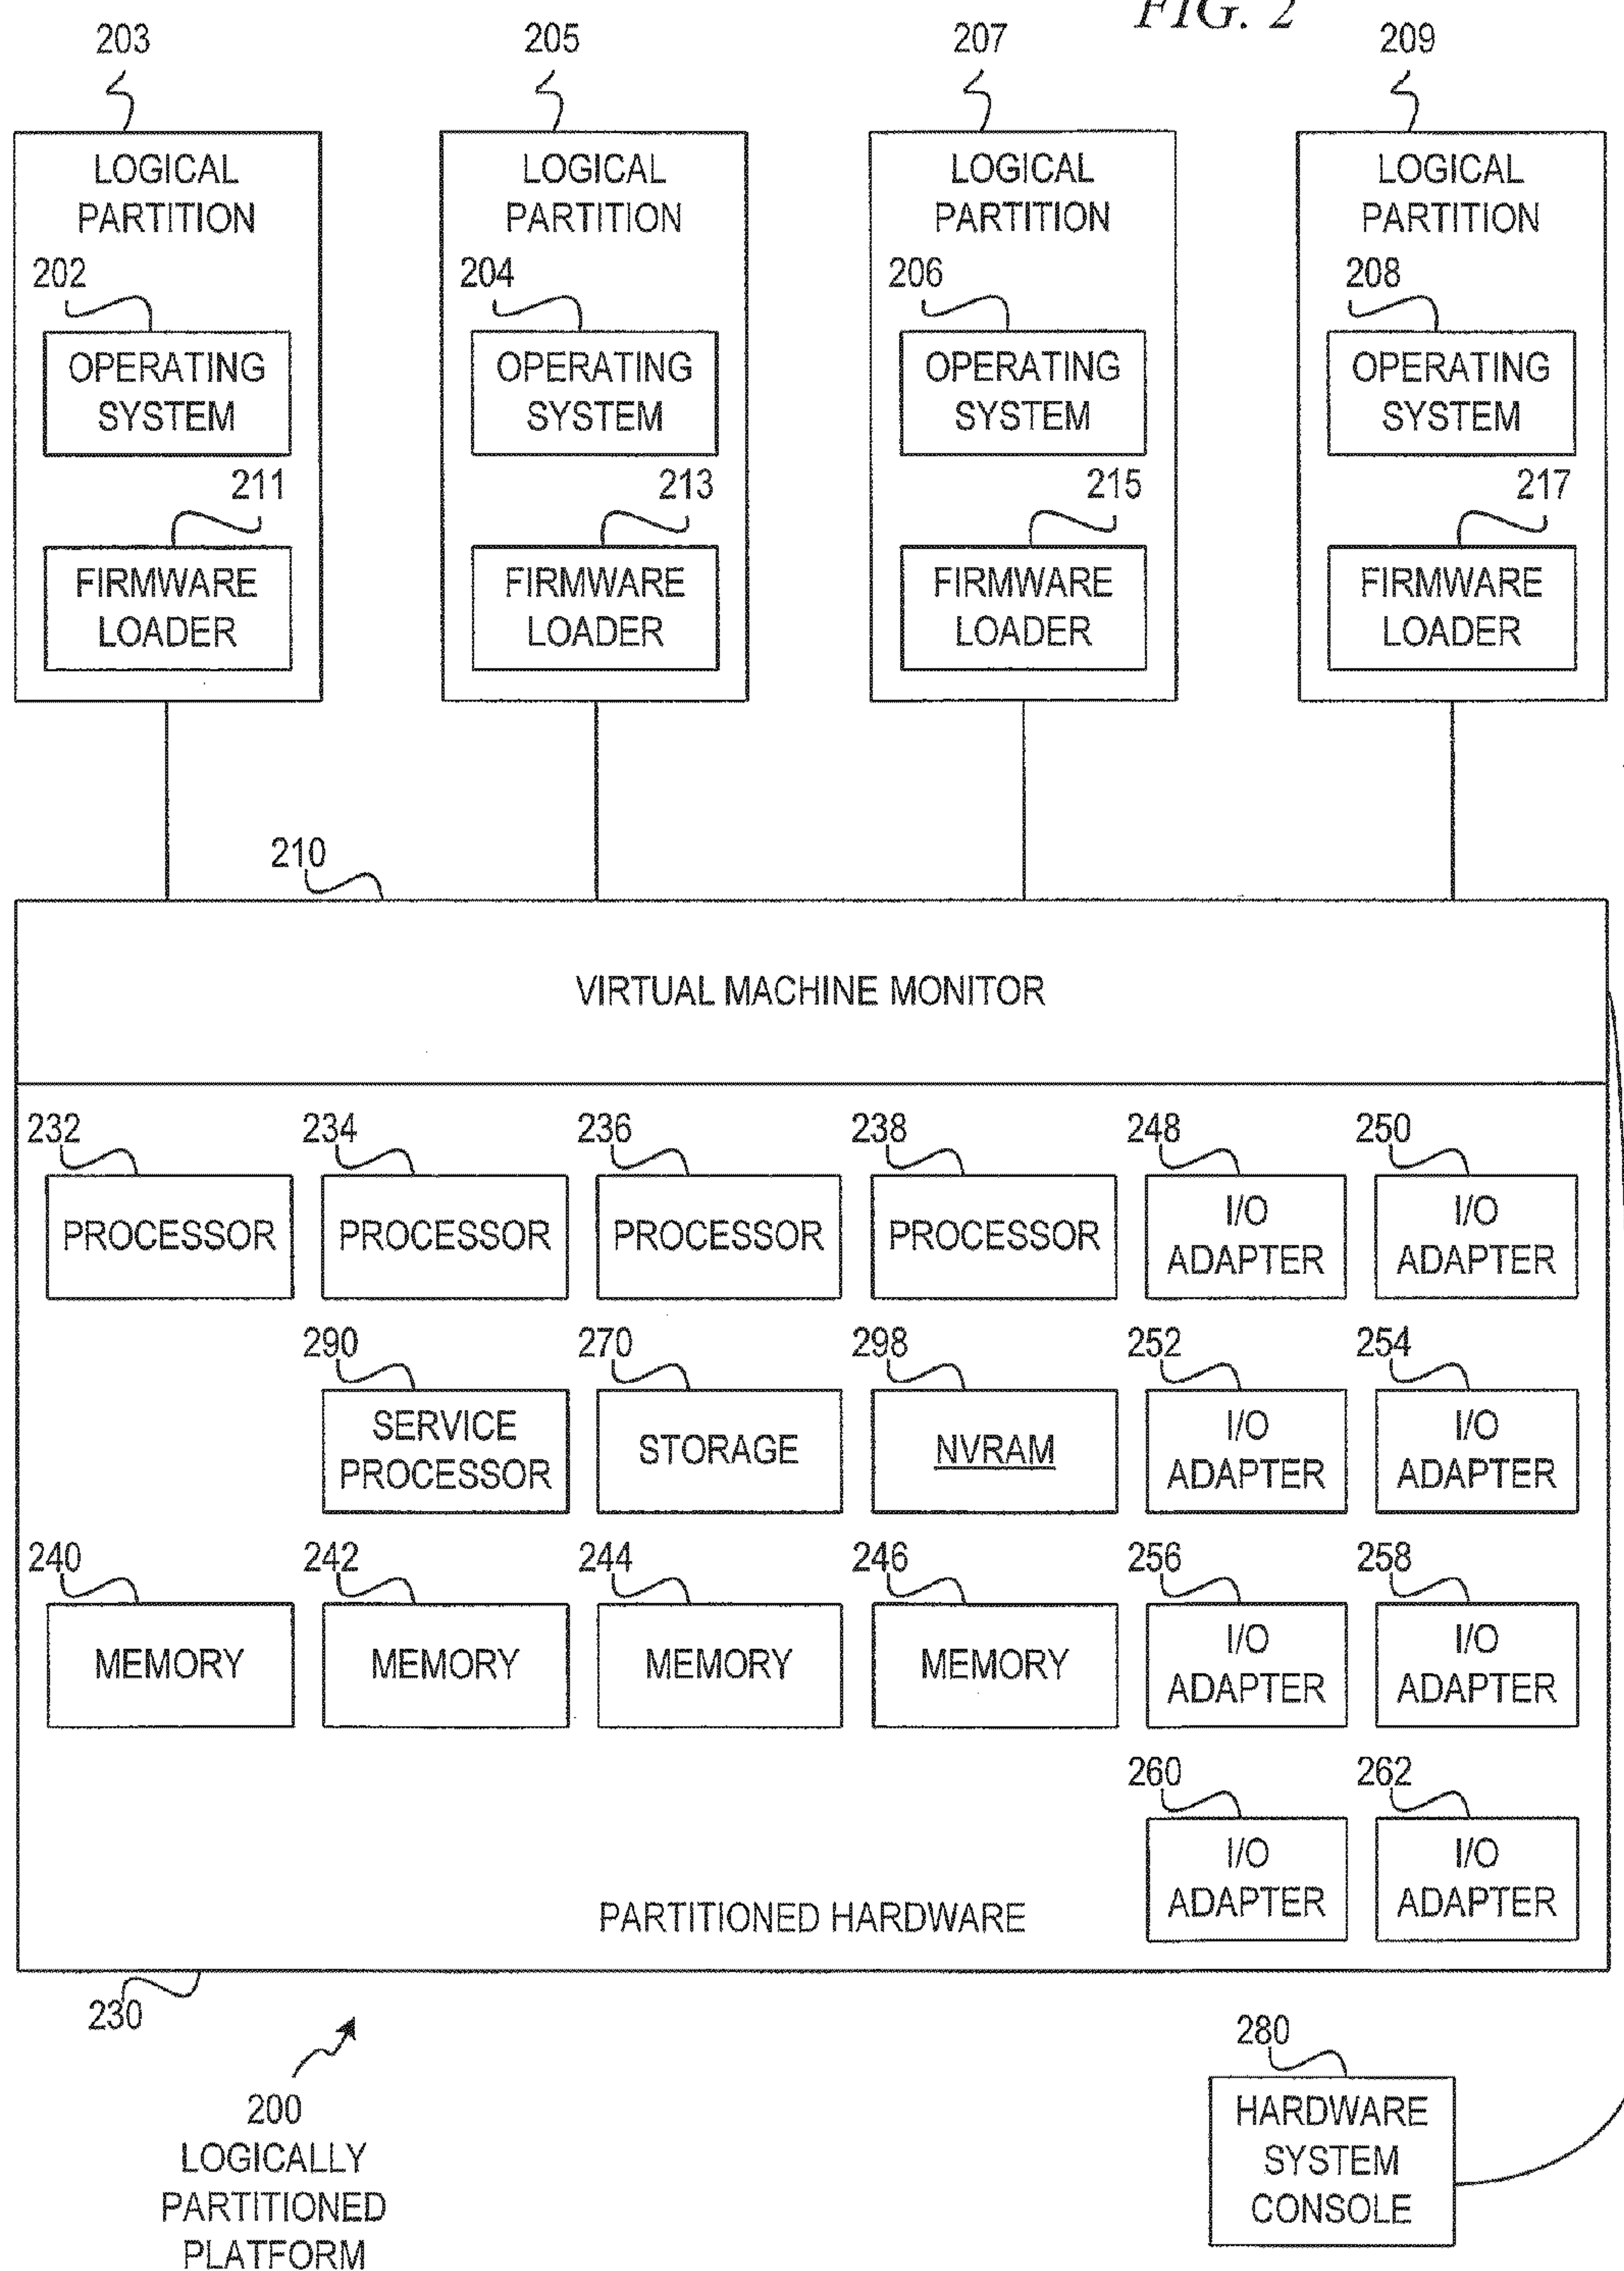 FIG. 2
203
205
207
209
LOGICAL
PARTITION
LOGICAL
PARTITION
LOGICAL
PARTITION
LOGICAL
PARTITION
202
204
206
208
OPERATING
SYSTEM
OPERATING
SYSTEM
OPERATING
SYSTEM
OPERATING
SYSTEM
211
213
215
217
FIRMWARE
LOADER
FIRMWARE
LOADER
FIRMWARE
LOADER
FIRMWARE
LOADER
210
VIRTUAL MACHINE MONITOR
232
234
236
238
248
250
PROCESSOR
PROCESSOR
PROCESSOR
PROCESSOR
I/O
ADAPTER
I/O
ADAPTER
290
270
298
252
254
SERVICE
PROCESSOR
STORAGE
NVRAM
I/O
ADAPTER
I/O
ADAPTER
240
242
244
246
256
258
MEMORY
MEMORY
MEMORY
MEMORY
I/O
ADAPTER
I/O
ADAPTER
260
262
I/O
ADAPTER
I/O
ADAPTER
PARTITIONED HARDWARE
230
200
LOGICALLY
PARTITIONED
PLATFORM
280
HARDWARE
SYSTEM
CONSOLE